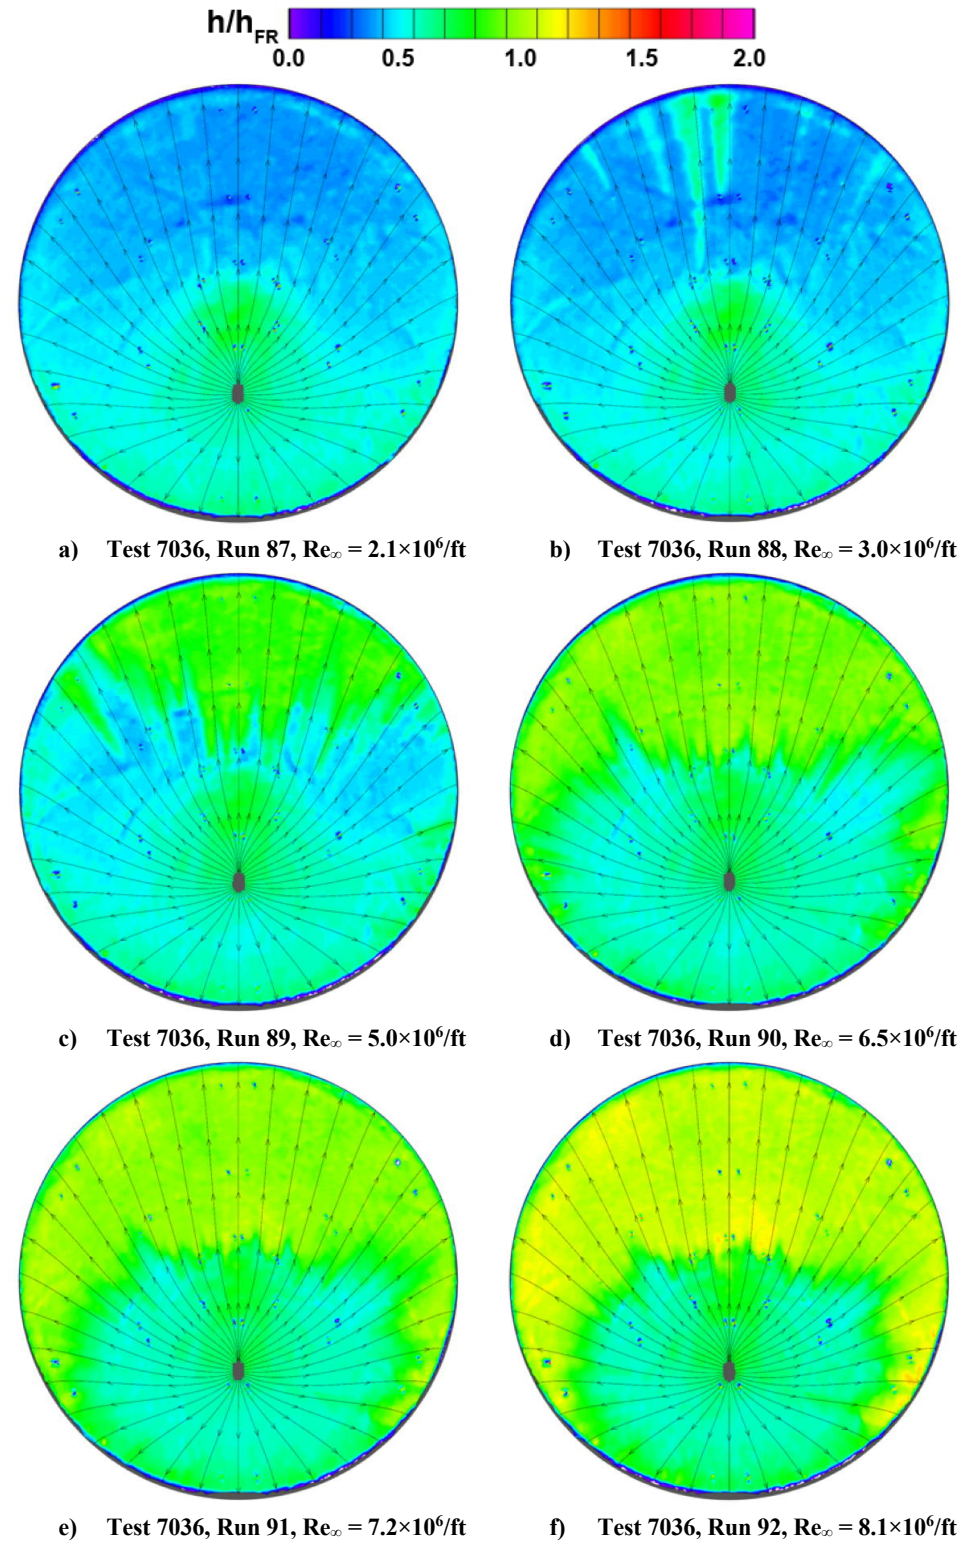 h/hFR
0.0 0.5 1.0 1.5 2.0
a) Test 7036, Run 87, Re∞ = 2.1×10⁶/ft
b) Test 7036, Run 88, Re∞ = 3.0×10⁶/ft
c) Test 7036, Run 89, Re∞ = 5.0×10⁶/ft
d) Test 7036, Run 90, Re∞ = 6.5×10⁶/ft
e) Test 7036, Run 91, Re∞ = 7.2×10⁶/ft
f) Test 7036, Run 92, Re∞ = 8.1×10⁶/ft